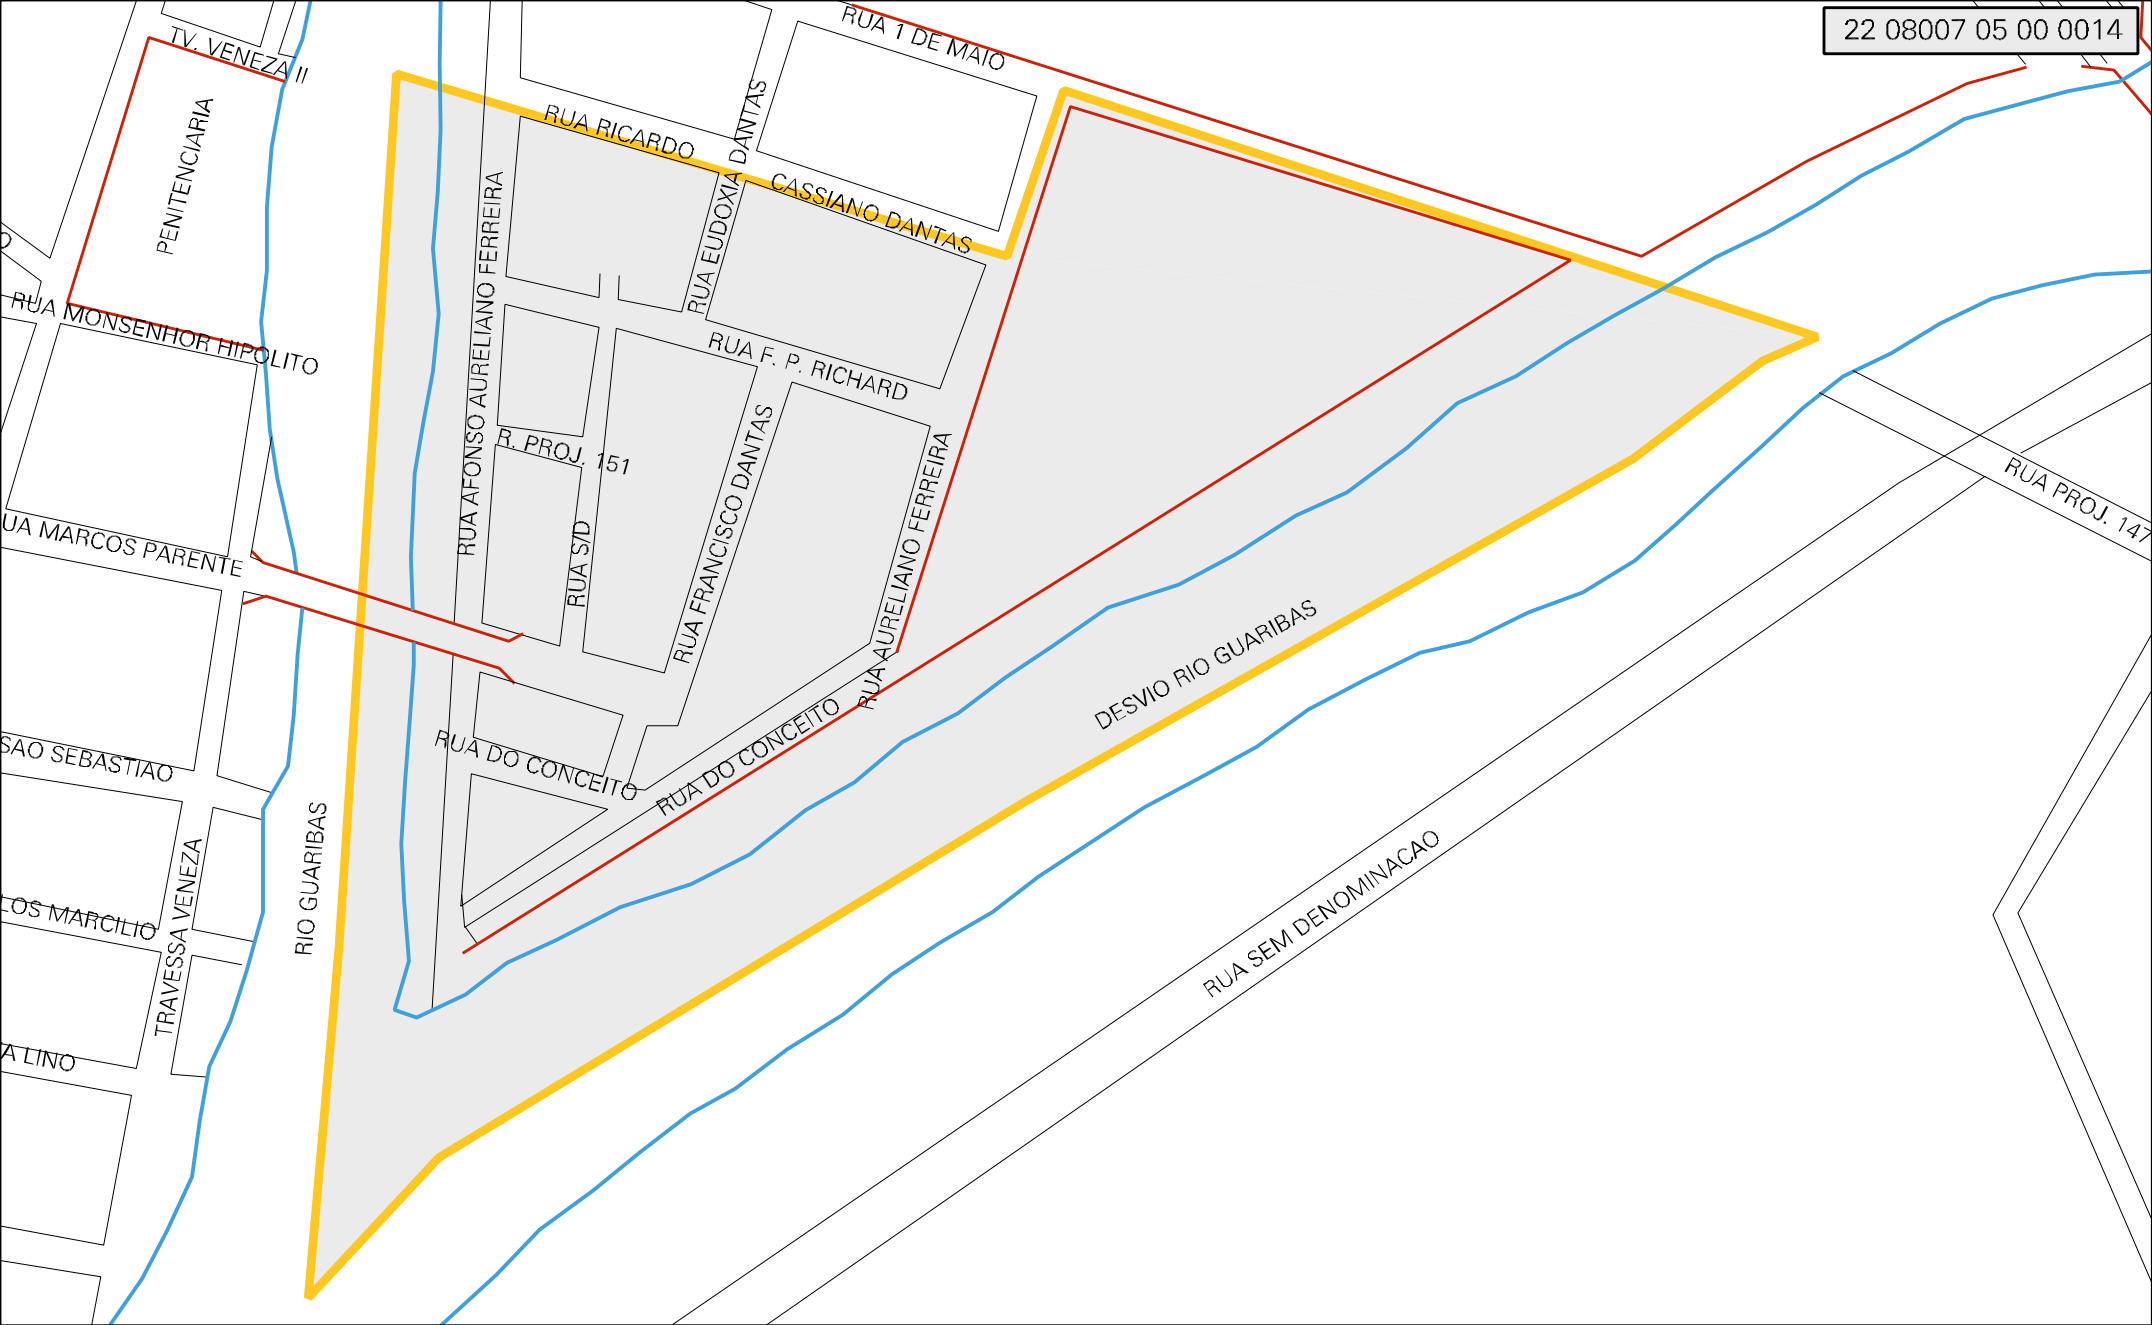 22 08007 05 00 0014
RUA 1 DE MAIO
TV. VENEZA II
PENITENCIARIA
RUA RICARDO
CASSIANO DANTAS
RUA EUDOXIA DANTAS
RUA AFONSO AURELIANO FERREIRA
O
RUA MONSENHOR HIPOLITO
RUA F. P. RICHARD
R. PROJ. 151
RUA S/D
RUA FRANCISCO DANTAS
RUA AURELIANO FERREIRA
RUA PROJ. 147
UA MARCOS PARENTE
DESVIO RIO GUARIBAS
RUA DO CONCEITO
RUA DO CONCEITO
SAO SEBASTIAO
RIO GUARIBAS
TRAVESSA VENEZA
RUA SEM DENOMINACAO
LOS MARCILIO
A LINO